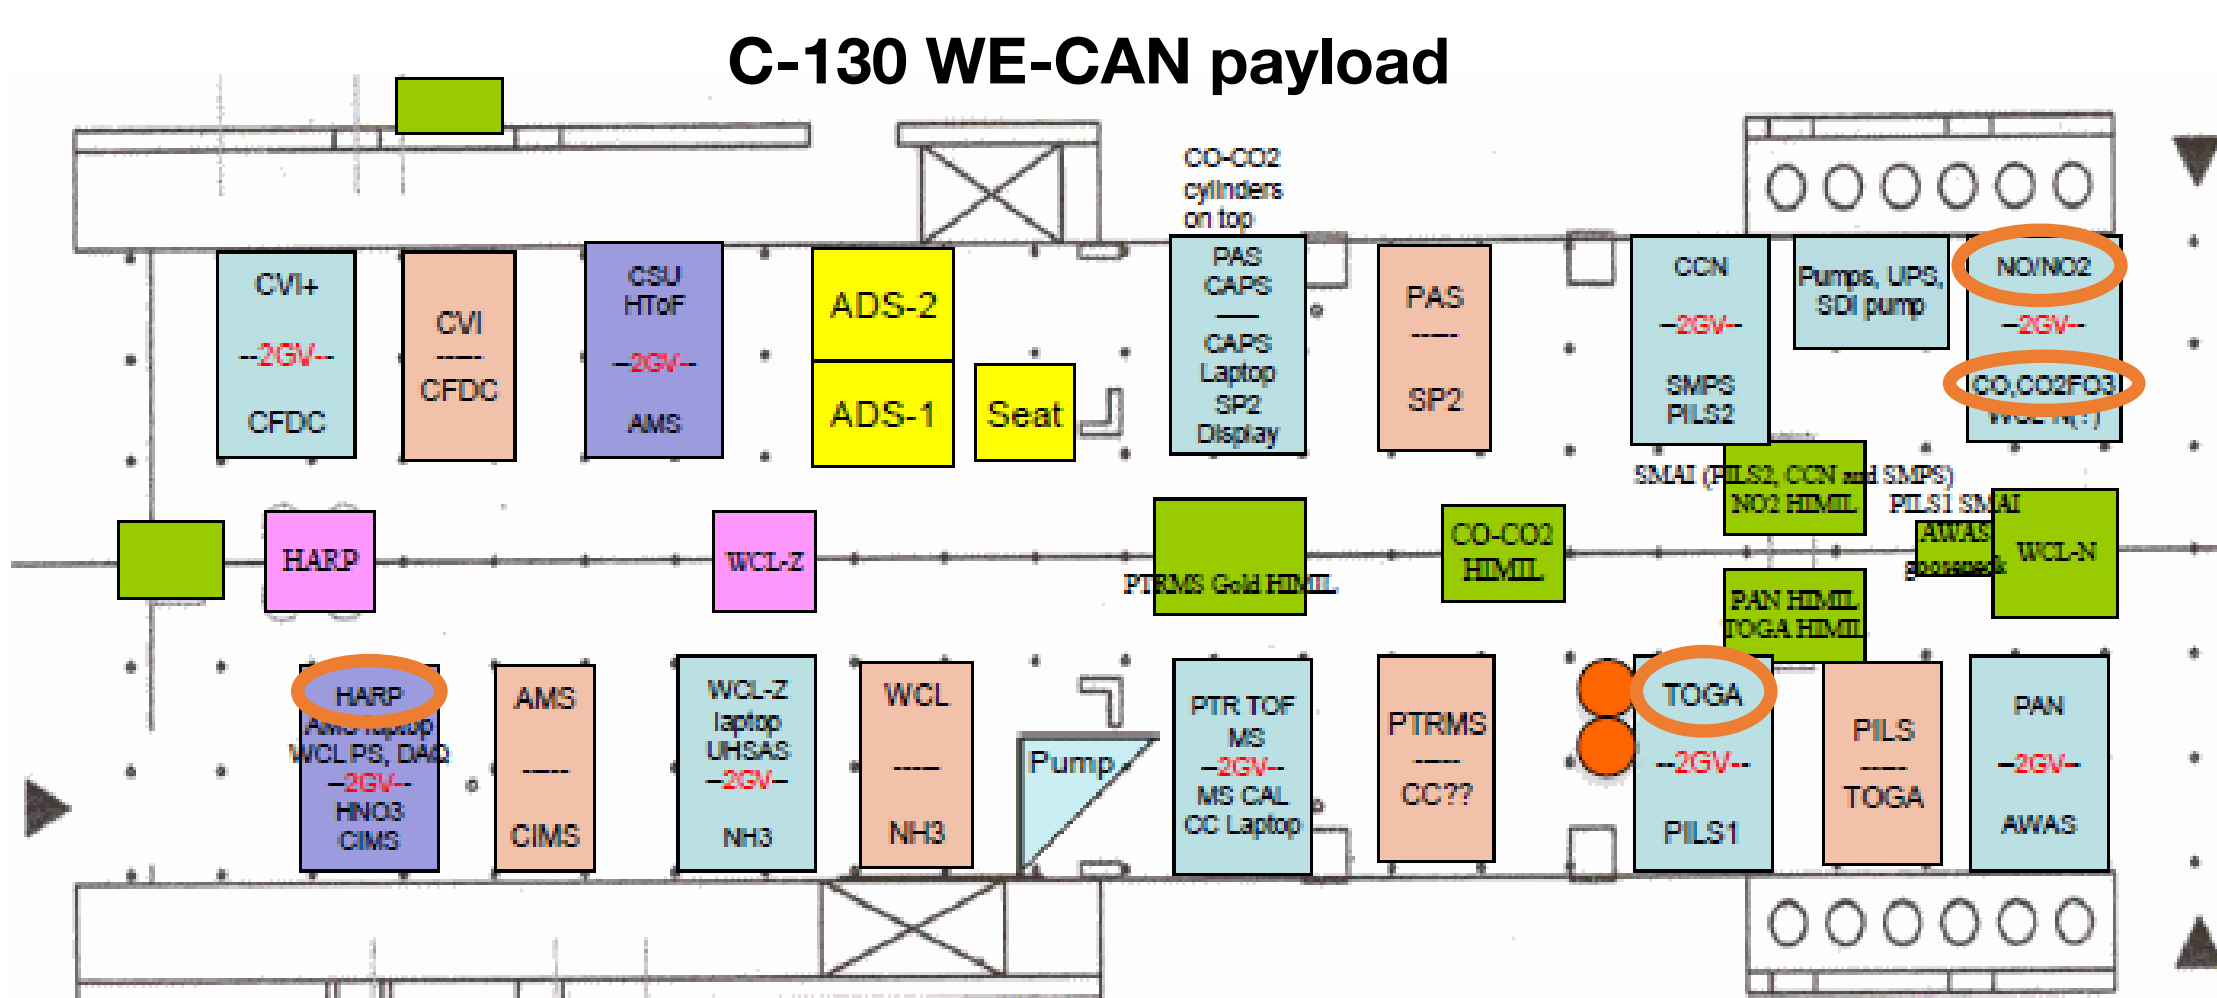 C-130 WE-CAN payload
CO-CO2
cylinders
on top
CVI+
--2GV--
CFDC
CVI
-----
CFDC
CSU
HToF
--2GV--
AMS
ADS-2
ADS-1
Seat
PAS
CAPS
----
CAPS
Laptop
SP2
Display
PAS
-----
SP2
CCN
--2GV--
SMPS
PILS2
Pumps, UPS,
SDI pump
NO/NO2
--2GV--
CO,CO2FO3
WCL-N(?)
SMAI (PILS2, CCN and SMPS)
NO2 HIMIL
PILS1 SMAI
AWAS
gooseneck
WCL-N
HARP
WCL-Z
PTRMS Gold HIMIL
CO-CO2
HIMIL
PAN HIMIL
TOGA HIMIL
HARP
AMS laptop
WCLPS, DAQ
--2GV--
HNO3
CIMS
AMS
-----
CIMS
WCL-Z
laptop
UHSAS
--2GV--
NH3
WCL
-----
NH3
Pump
PTR TOF
MS
--2GV--
MS CAL
CC Laptop
PTRMS
-----
CC??
TOGA
--2GV--
PILS1
PILS
-----
TOGA
PAN
--2GV--
AWAS